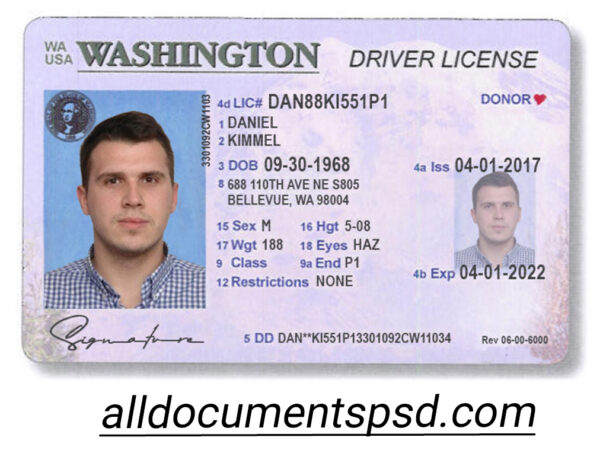 WA
USA
WASHINGTON
DRIVER LICENSE
4d LIC# DAN88KI551P1
DONOR
1 DANIEL
2 KIMMEL
3301092CW1103
3 DOB 09-30-1968
4a Iss 04-01-2017
8 688 110TH AVE NE S805
BELLEVUE, WA 98004
15 Sex M 16 Hgt 5-08
17 Wgt 188 18 Eyes HAZ
9 Class 9a End P1
4b Exp 04-01-2022
12 Restrictions NONE
Signature
5 DD DAN**KI551P13301092CW11034
Rev 06-00-6000
alldocumentspsd.com